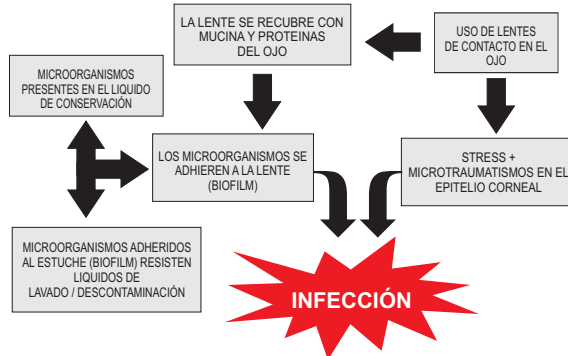 LA LENTE SE RECUBRE CON
MUCINA Y PROTEINAS
DEL OJO
USO DE LENTES
DE CONTACTO EN EL
OJO
MICROORGANISMOS
PRESENTES EN EL LIQUIDO
DE CONSERVACIÓN
LOS MICROORGANISMOS SE
ADHIEREN A LA LENTE
(BIOFILM)
STRESS +
MICROTRAUMATISMOS EN EL
EPITELIO CORNEAL
MICROORGANISMOS ADHERIDOS
AL ESTUCHE (BIOFILM) RESISTEN
LIQUIDOS DE
LAVADO / DESCONTAMINACIÓN
INFECCIÓN